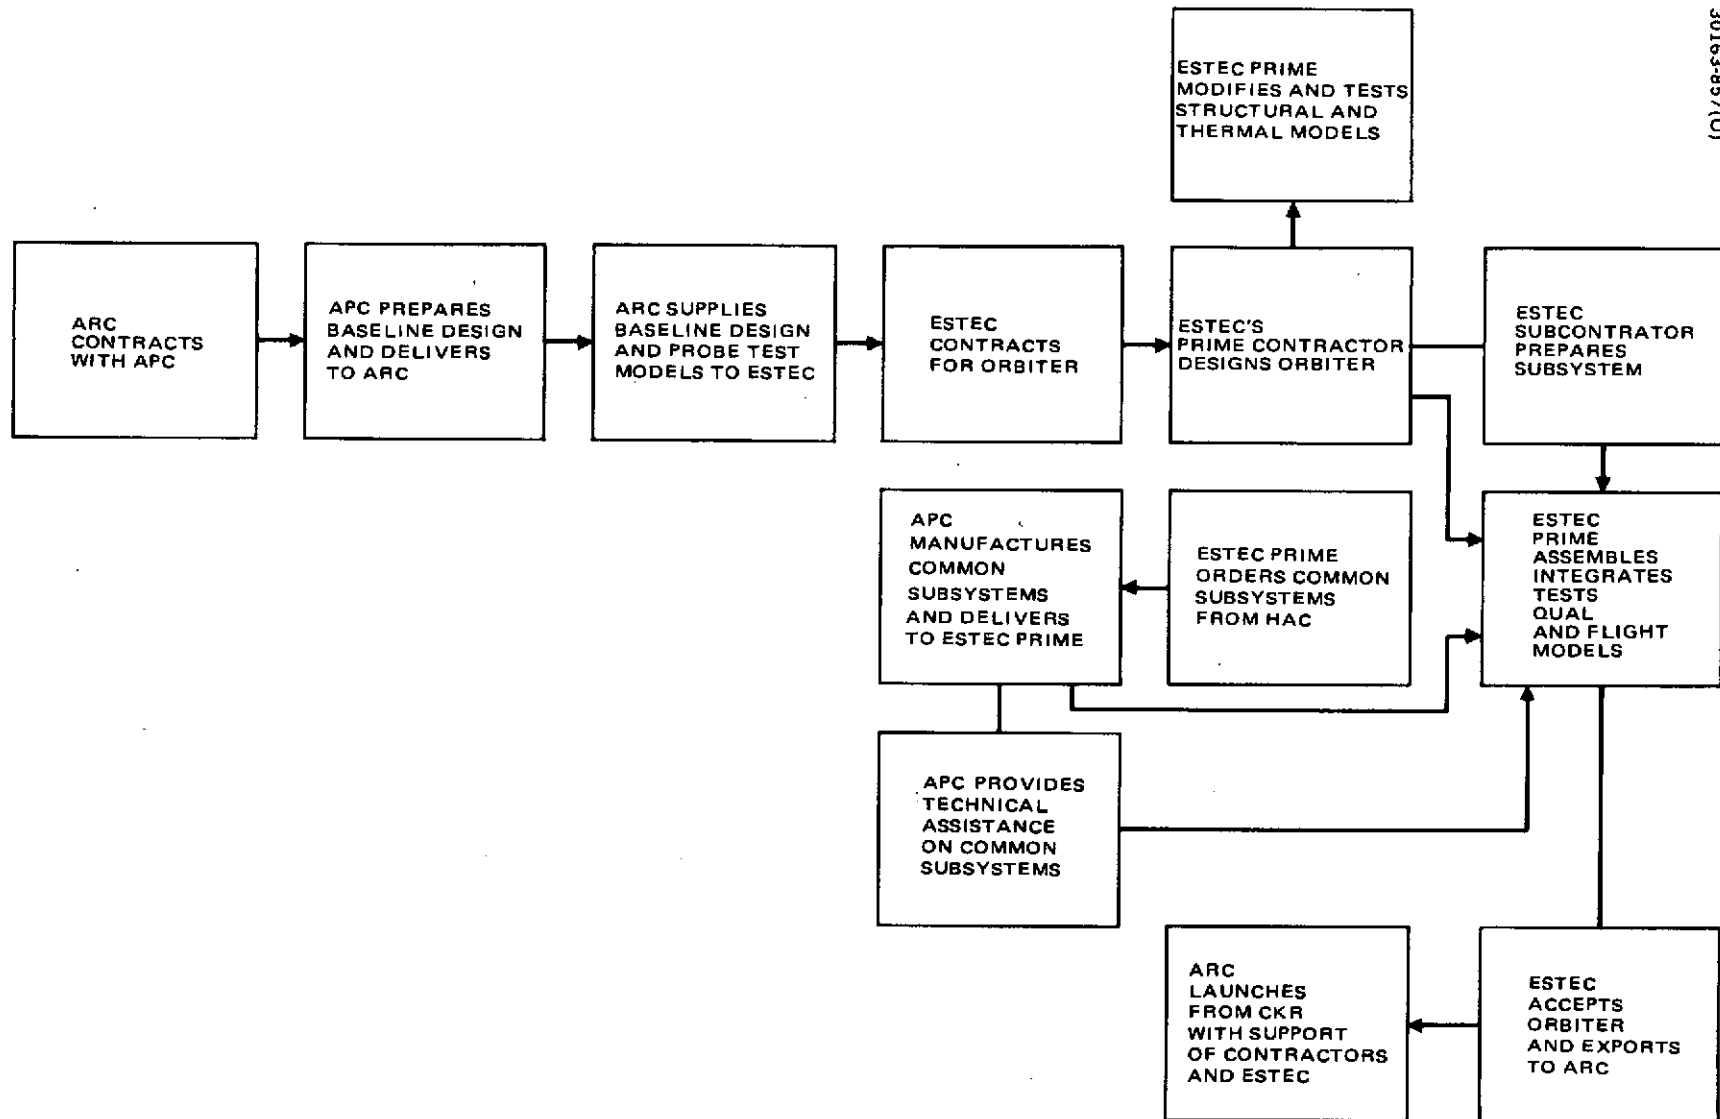 30163-857(U)
ESTEC PRIME
MODIFIES AND TESTS
STRUCTURAL AND
THERMAL MODELS
ARC
CONTRACTS
WITH APC
APC PREPARES
BASELINE DESIGN
AND DELIVERS
TO ARC
ARC SUPPLIES
BASELINE DESIGN
AND PROBE TEST
MODELS TO ESTEC
ESTEC
CONTRACTS
FOR ORBITER
ESTEC'S
PRIME CONTRACTOR
DESIGNS ORBITER
ESTEC
SUBCONTRATOR
PREPARES
SUBSYSTEM
APC
MANUFACTURES
COMMON
SUBSYSTEMS
AND DELIVERS
TO ESTEC PRIME
ESTEC PRIME
ORDERS COMMON
SUBSYSTEMS
FROM HAC
ESTEC
PRIME
ASSEMBLES
INTEGRATES
TESTS
QUAL
AND FLIGHT
MODELS
APC PROVIDES
TECHNICAL
ASSISTANCE
ON COMMON
SUBSYSTEMS
ARC
LAUNCHES
FROM CKR
WITH SUPPORT
OF CONTRACTORS
AND ESTEC
ESTEC
ACCEPTS
ORBITER
AND EXPORTS
TO ARC